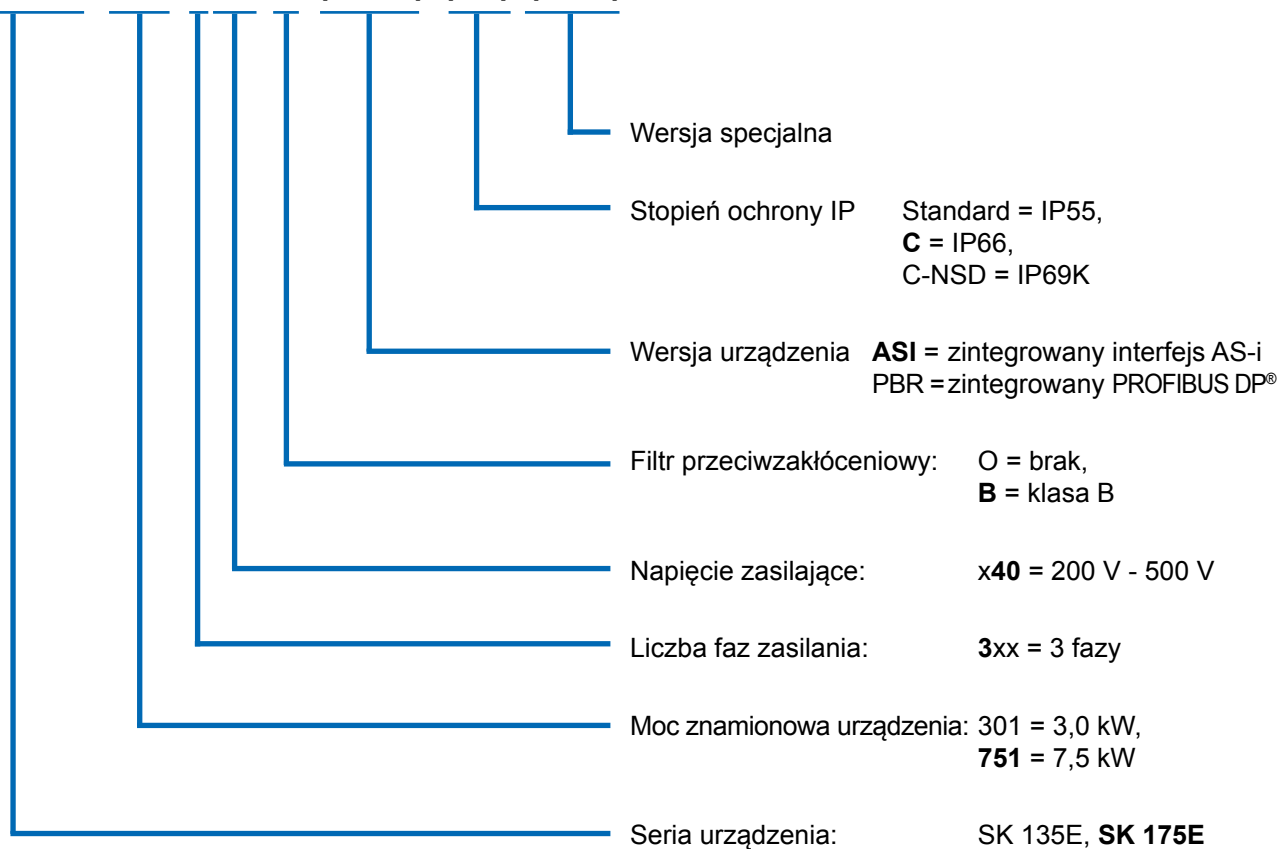 Wersja specjalna
Stopień ochrony IP Standard = IP55,
C = IP66,
C-NSD = IP69K
Wersja urządzenia ASI = zintegrowany interfejs AS-i
PBR = zintegrowany PROFIBUS DP®
Filtr przeciwzakłóceniowy: O = brak,
B = klasa B
Napięcie zasilające: x40 = 200 V - 500 V
Liczba faz zasilania: 3xx = 3 fazy
Moc znamionowa urządzenia: 301 = 3,0 kW,
751 = 7,5 kW
Seria urządzenia: SK 135E, SK 175E